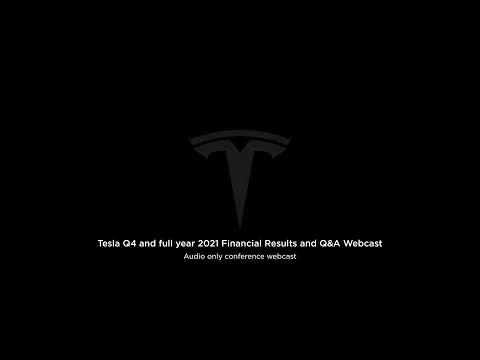 Tesla Q4 and full year 2021 Financial Results and Q&A Webcast
Audio only conference webcast